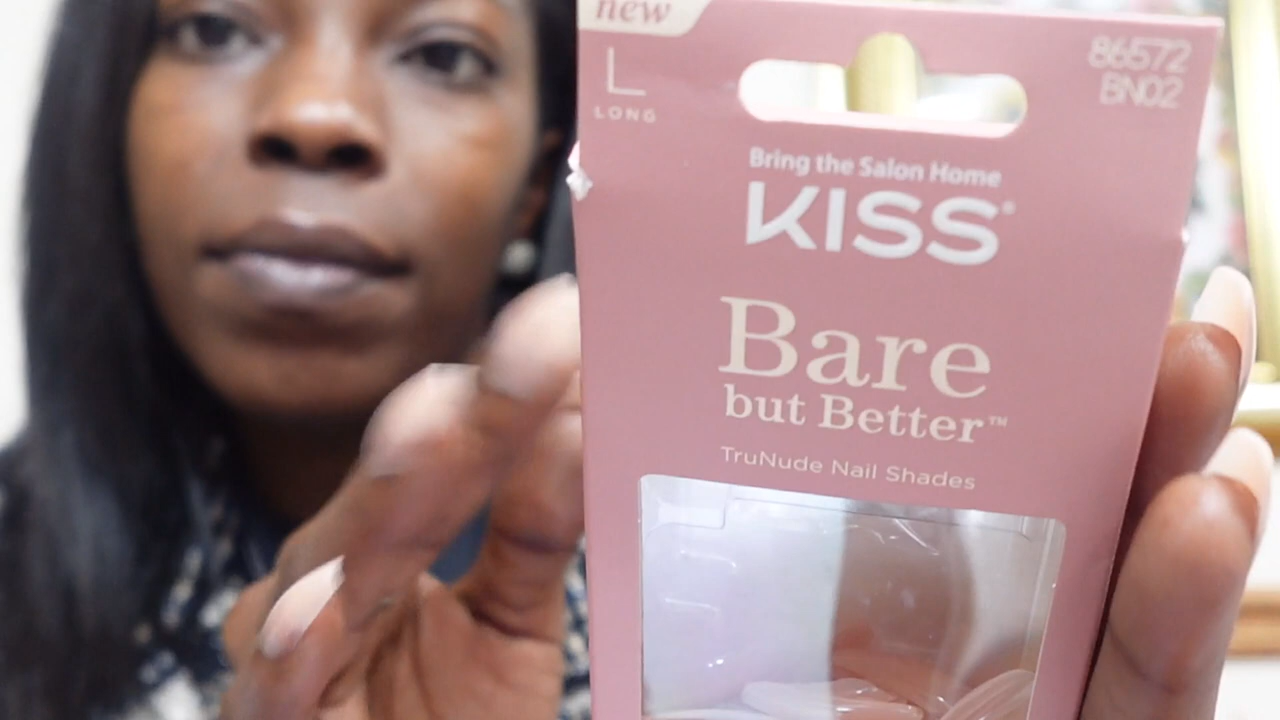 new
L
LONG
86572
BN02
Bring the Salon Home
KISS®
Bare
but Better™
TruNude Nail Shades